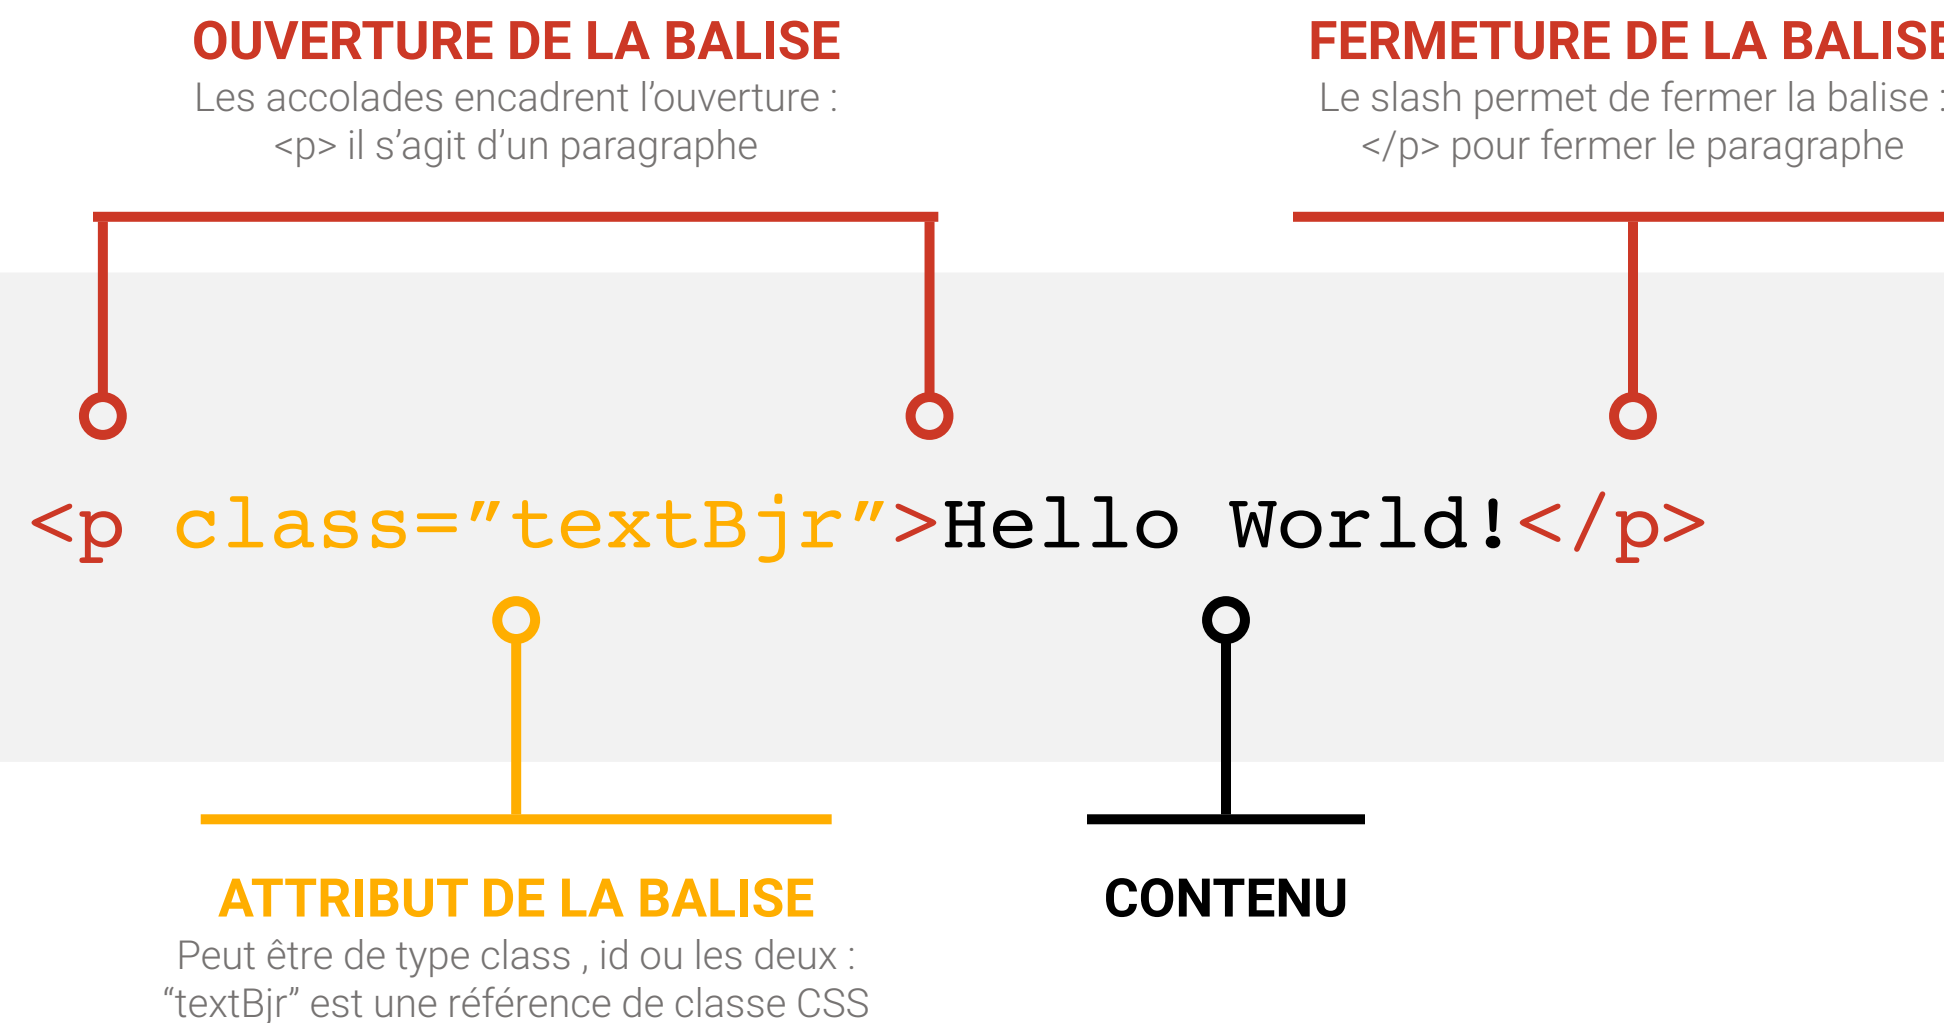 OUVERTURE DE LA BALISE
Les accolades encadrent l’ouverture :
<p> il s’agit d’un paragraphe
FERMETURE DE LA BALISE
Le slash permet de fermer la balise :
</p> pour fermer le paragraphe
<p class=”textBjr”>Hello World!</p>
ATTRIBUT DE LA BALISE
Peut être de type class , id ou les deux :
“textBjr” est une référence de classe CSS
CONTENU